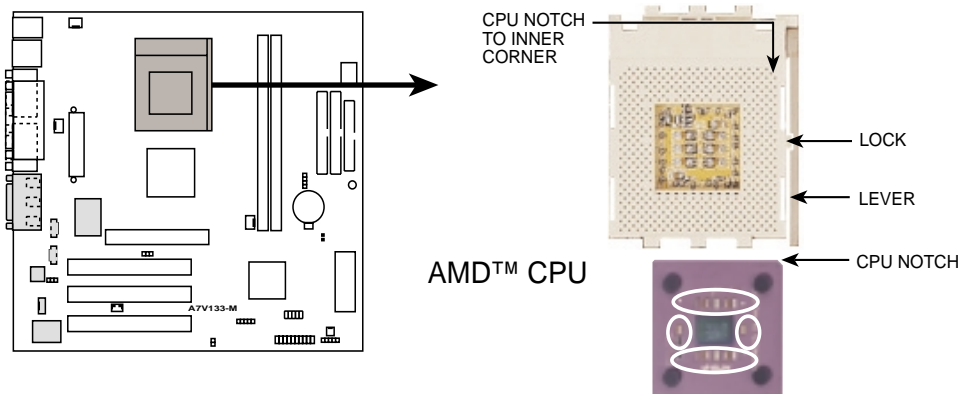 CPU NOTCH
TO INNER
CORNER
LOCK
LEVER
CPU NOTCH
AMD™ CPU
A7V133-M